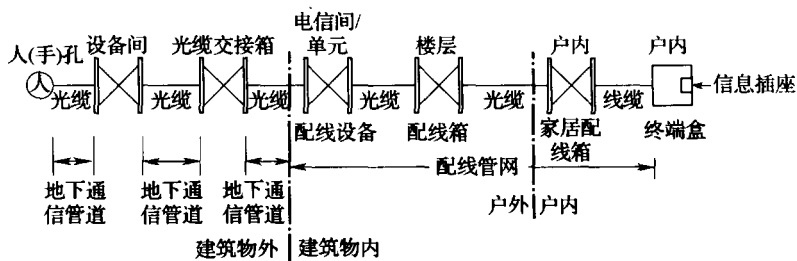 人(手)孔
人
设备间
光缆交接箱
电信间/
单元
楼层
户内
户内
光缆
光缆
光缆
光缆
光缆
线缆
信息插座
配线设备
配线箱
家居配
线箱
终端盒
地下通
信管道
地下通
信管道
地下通
信管道
配线管网
户外
户内
建筑物外
建筑物内